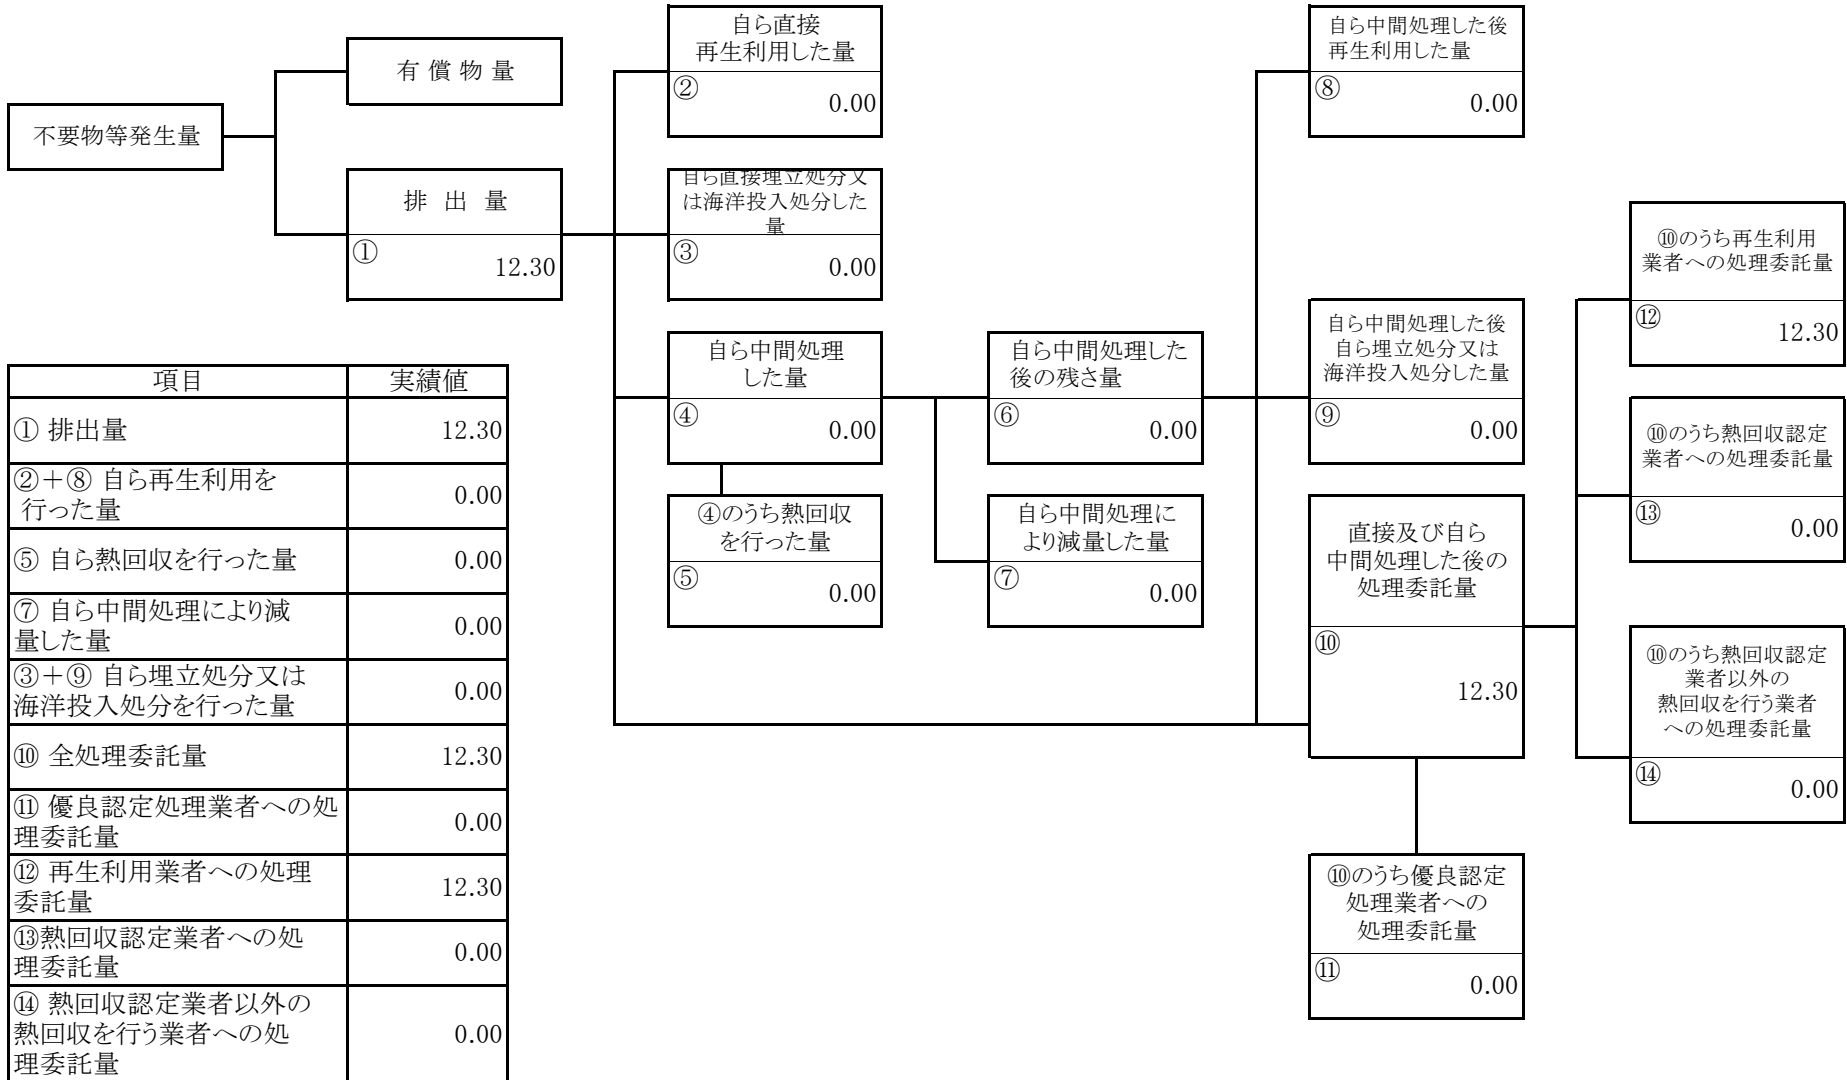 不要物等発生量
有 償 物 量
排 出 量
①
12.30
自ら直接
再生利用した量
②
0.00
自ら直接埋立処分又
は海洋投入処分した
量
③
0.00
自ら中間処理
した量
④
0.00
④のうち熱回収
を行った量
⑤
0.00
自ら中間処理した
後の残さ量
⑥
0.00
自ら中間処理に
より減量した量
⑦
0.00
自ら中間処理した後
再生利用した量
⑧
0.00
自ら中間処理した後
自ら埋立処分又は
海洋投入処分した量
⑨
0.00
直接及び自ら
中間処理した後の
処理委託量
⑩
12.30
⑩のうち優良認定
処理業者への
処理委託量
⑪
0.00
⑩のうち再生利用
業者への処理委託量
⑫
12.30
⑩のうち熱回収認定
業者への処理委託量
⑬
0.00
⑩のうち熱回収認定
業者以外の
熱回収を行う業者
への処理委託量
⑭
0.00
項目 実績値
① 排出量 12.30
②+⑧ 自ら再生利用を
行った量 0.00
⑤ 自ら熱回収を行った量 0.00
⑦ 自ら中間処理により減
量した量 0.00
③+⑨ 自ら埋立処分又は
海洋投入処分を行った量 0.00
⑩ 全処理委託量 12.30
⑪ 優良認定処理業者への処
理委託量 0.00
⑫ 再生利用業者への処理
委託量 12.30
⑬熱回収認定業者への処
理委託量 0.00
⑭ 熱回収認定業者以外の
熱回収を行う業者への処
理委託量 0.00